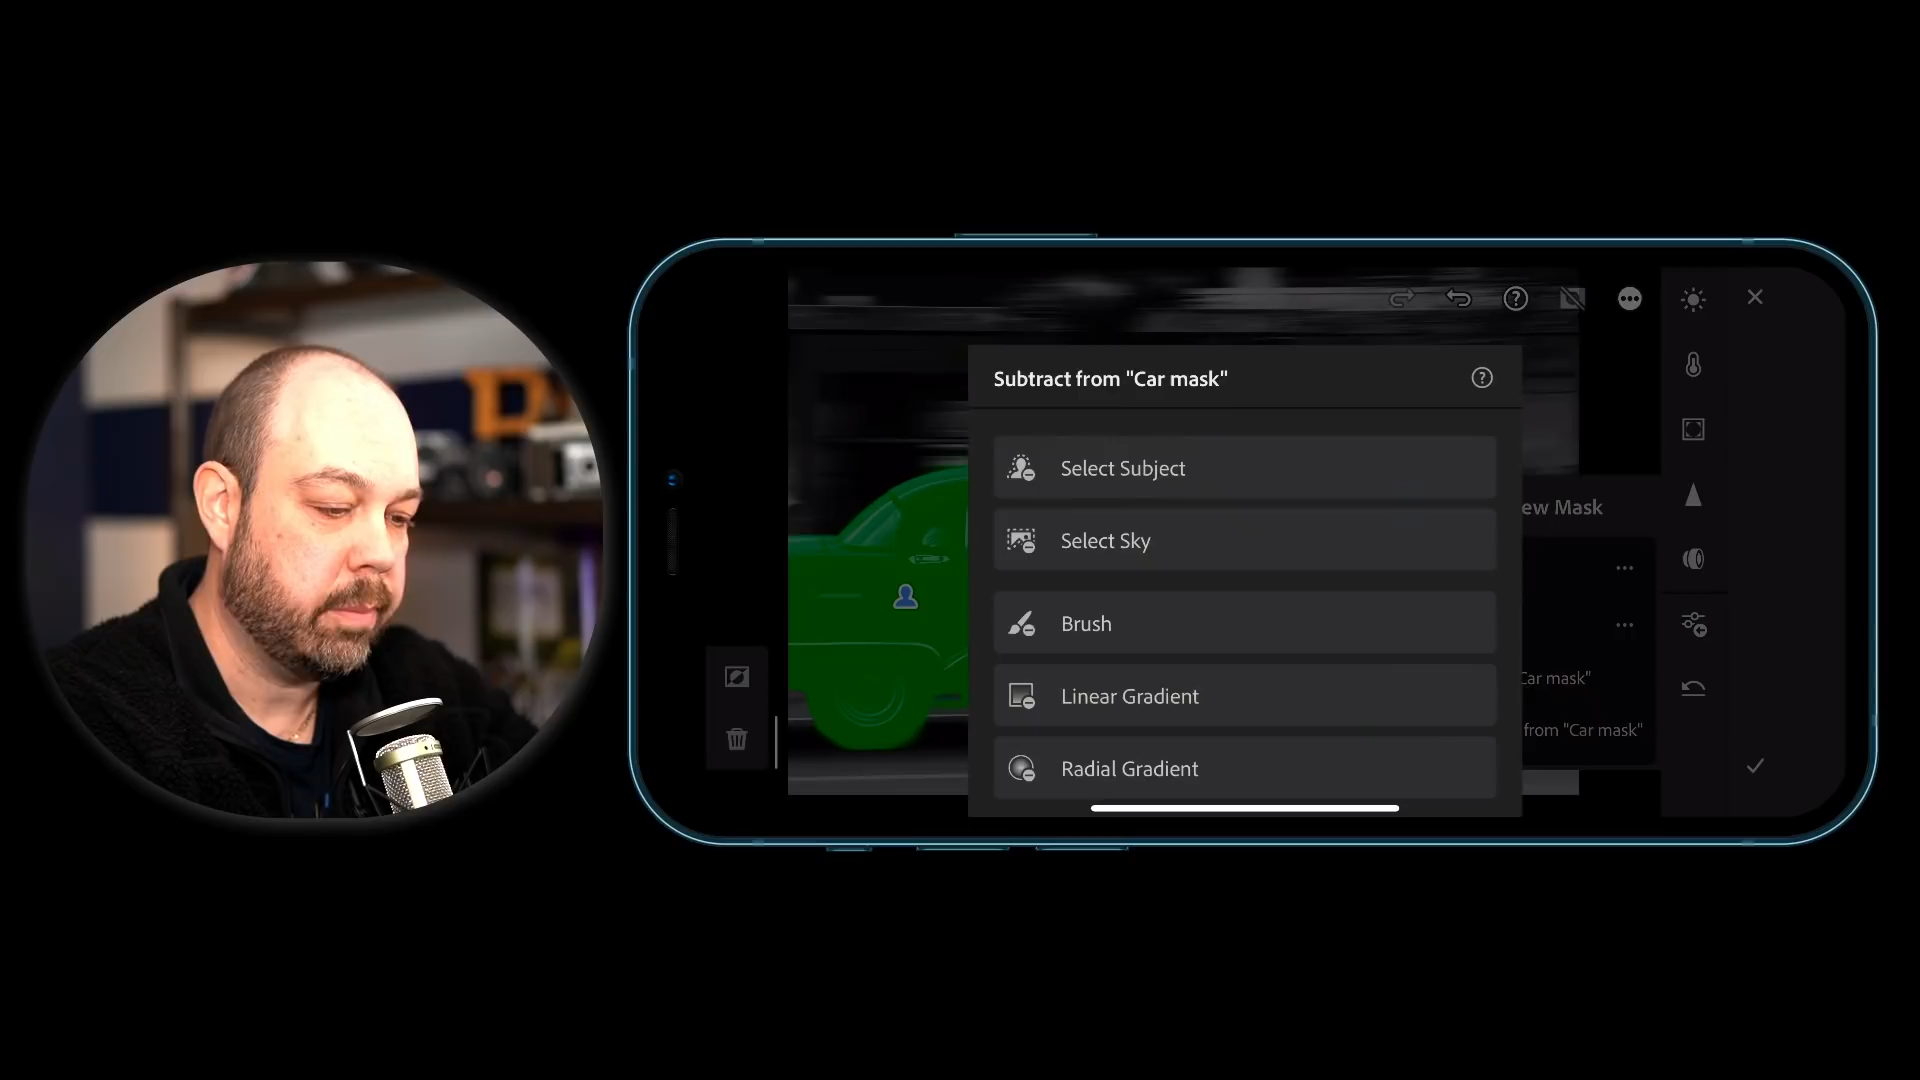 Subtract from "Car mask"
Select Subject
Select Sky
Brush
Linear Gradient
Radial Gradient
ew Mask
Car mask"
from "Car mask"